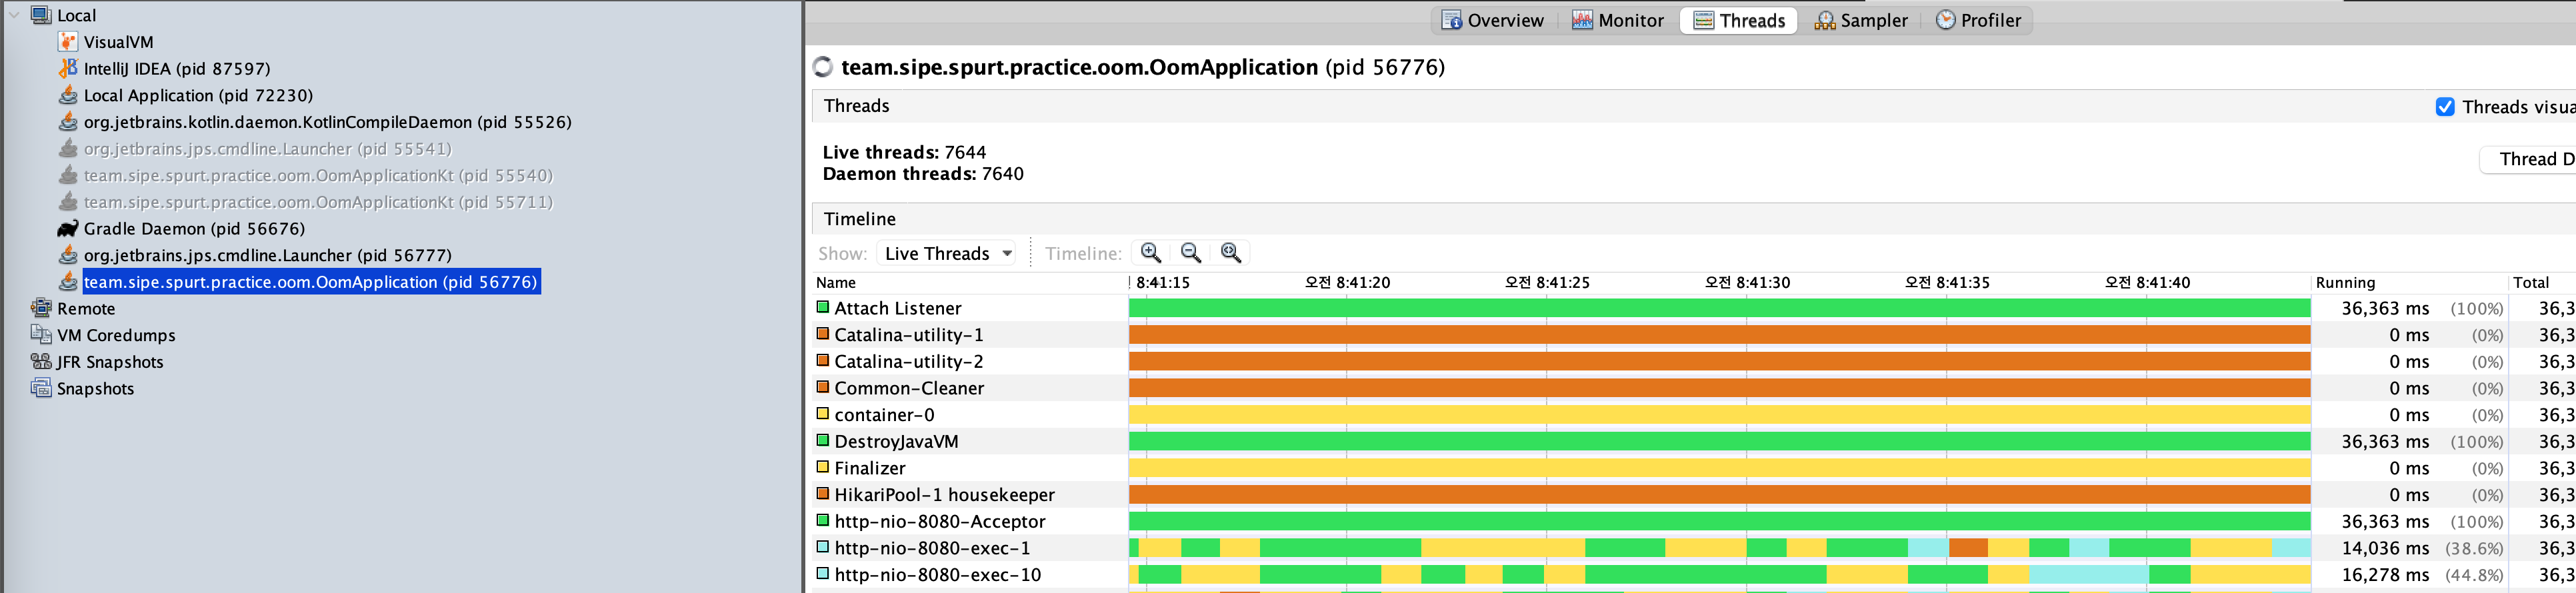 Local
VisualVM
IntelliJ IDEA (pid 87597)
Local Application (pid 72230)
org.jetbrains.kotlin.daemon.KotlinCompileDaemon (pid 55526)
org.jetbrains.jps.cmdline.Launcher (pid 55541)
team.sipe.spurt.practice.oom.OomApplicationKt (pid 55540)
team.sipe.spurt.practice.oom.OomApplicationKt (pid 55711)
Gradle Daemon (pid 56676)
org.jetbrains.jps.cmdline.Launcher (pid 56777)
team.sipe.spurt.practice.oom.OomApplication (pid 56776)
Remote
VM Coredumps
JFR Snapshots
Snapshots
Overview Monitor Threads Sampler Profiler
team.sipe.spurt.practice.oom.OomApplication (pid 56776)
Threads Threads visua
Live threads: 7644
Daemon threads: 7640
Thread D
Timeline
Show: Live Threads Timeline:
Name 8:41:15 오전 8:41:20 오전 8:41:25 오전 8:41:30 오전 8:41:35 오전 8:41:40 Running Total
Attach Listener 36,363 ms (100%) 36,3
Catalina-utility-1 0 ms (0%) 36,3
Catalina-utility-2 0 ms (0%) 36,3
Common-Cleaner 0 ms (0%) 36,3
container-0 0 ms (0%) 36,3
DestroyJavaVM 36,363 ms (100%) 36,3
Finalizer 0 ms (0%) 36,3
HikariPool-1 housekeeper 0 ms (0%) 36,3
http-nio-8080-Acceptor 36,363 ms (100%) 36,3
http-nio-8080-exec-1 14,036 ms (38.6%) 36,3
http-nio-8080-exec-10 16,278 ms (44.8%) 36,3